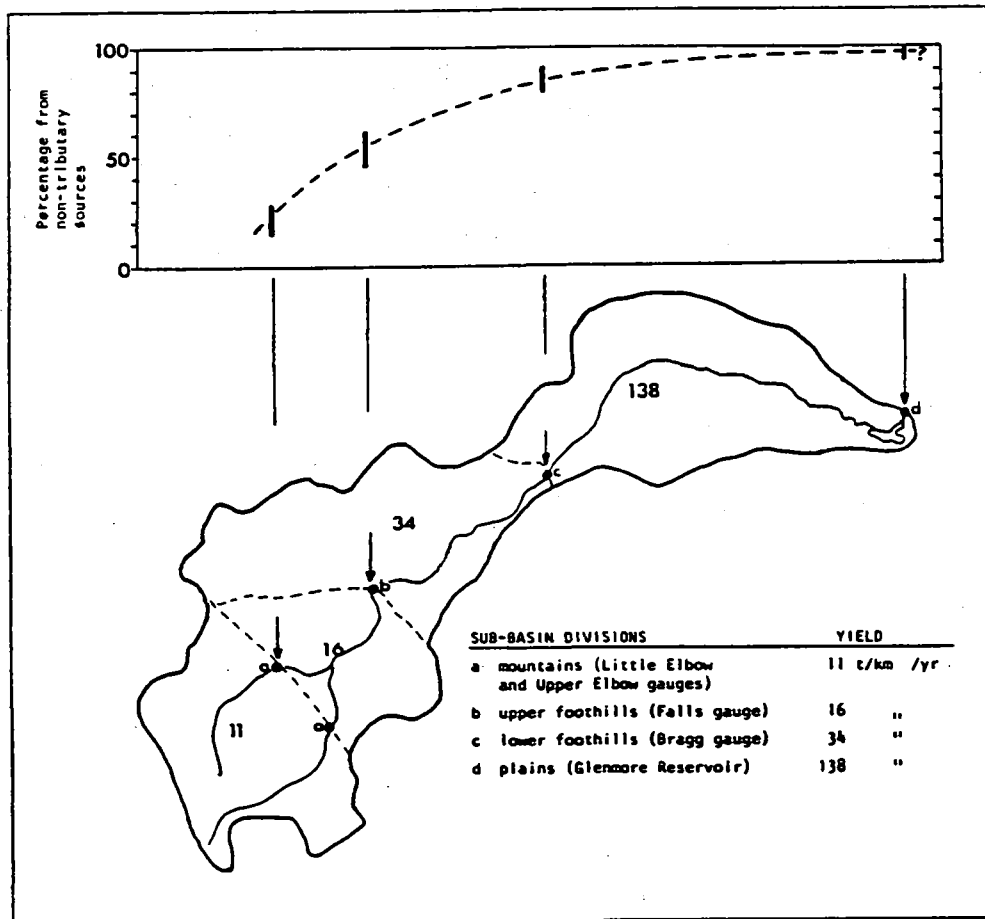 100
50
0
Percentage from
non-tributary
sources
?
138
d
c
34
b
16
a
11
a
SUB-BASIN DIVISIONS YIELD
a mountains (Little Elbow 11 t/km /yr
and Upper Elbow gauges)
b upper foothills (Falls gauge) 16 "
c lower foothills (Bragg gauge) 34 "
d plains (Glenmore Reservoir) 138 "